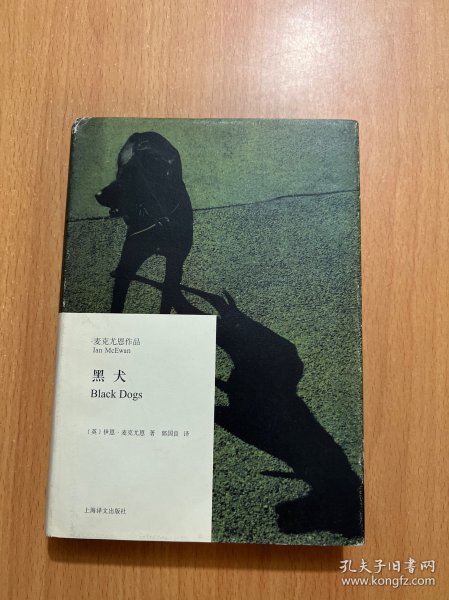 麦克尤恩作品
Ian McEwan
黑犬
Black Dogs
〔英〕伊恩·麦克尤恩 著 郭国良 译
上海译文出版社
孔夫子旧书网
www.kongfz.com